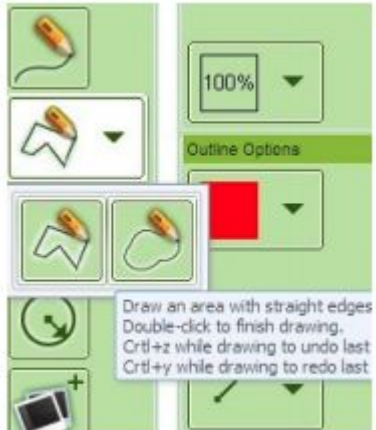 100%
Outline Options
Draw an area with straight edges
Double-click to finish drawing.
Crtl+z while drawing to undo last
Crtl+y while drawing to redo last